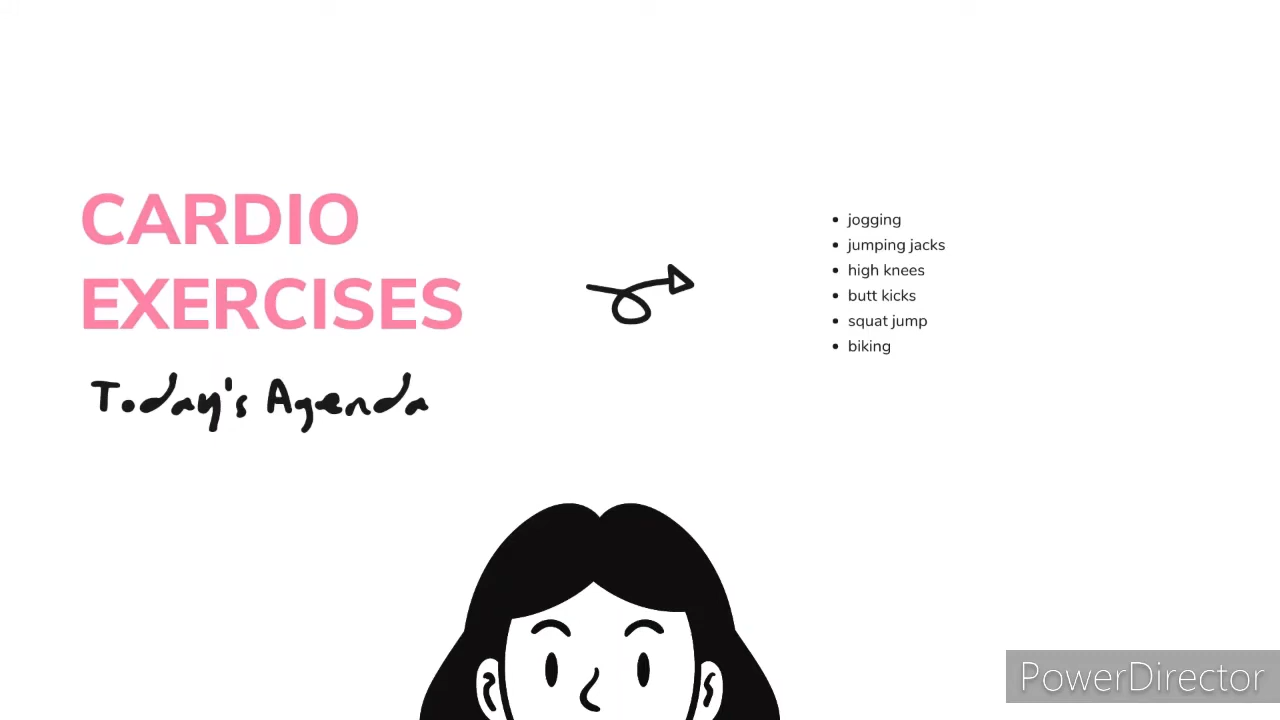 CARDIO
EXERCISES
Today's Agenda
jogging
jumping jacks
high knees
butt kicks
squat jump
biking
PowerDirector